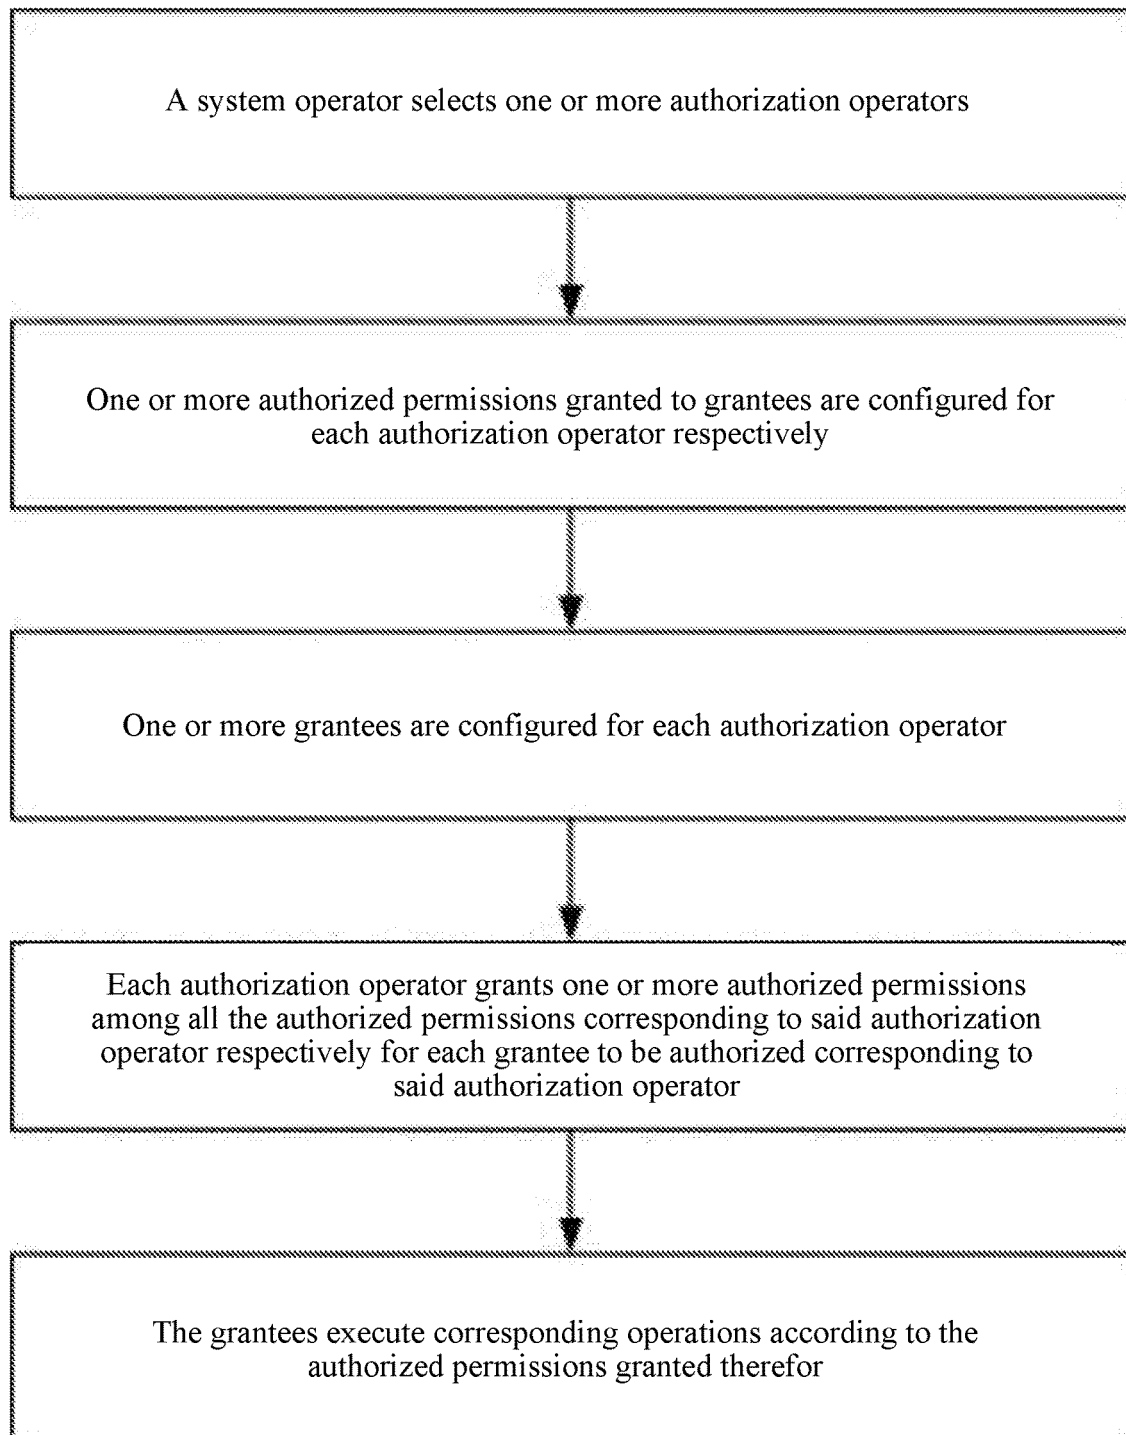 A system operator selects one or more authorization operators
One or more authorized permissions granted to grantees are configured for
each authorization operator respectively
One or more grantees are configured for each authorization operator
Each authorization operator grants one or more authorized permissions
among all the authorized permissions corresponding to said authorization
operator respectively for each grantee to be authorized corresponding to
said authorization operator
The grantees execute corresponding operations according to the
authorized permissions granted therefor